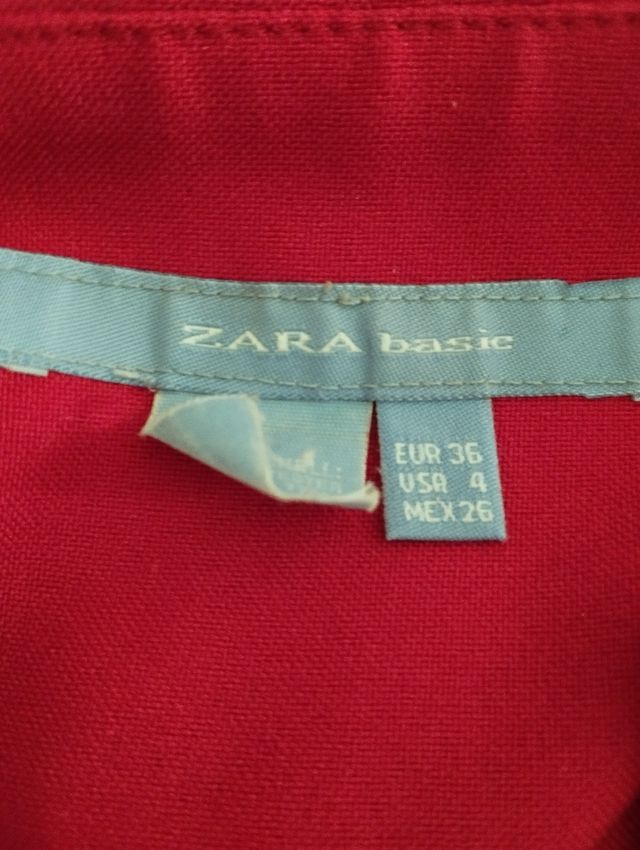 ZARA basic
EUR 36
USA 4
MEX 26